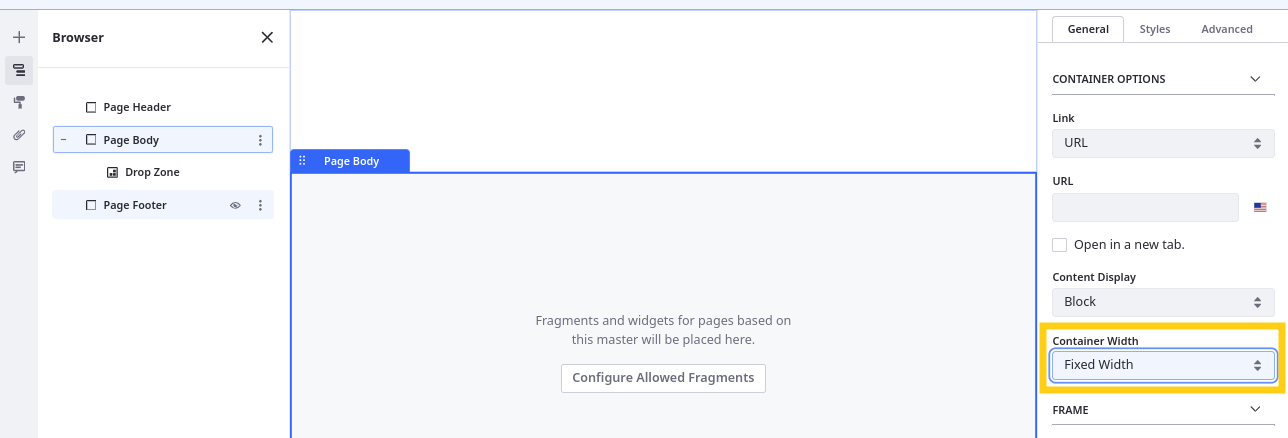 Browser
Page Header
Page Body
Drop Zone
Page Footer
Page Body
Fragments and widgets for pages based on
this master will be placed here.
Configure Allowed Fragments
General
Styles
Advanced
CONTAINER OPTIONS
Link
URL
URL
Open in a new tab.
Content Display
Block
Container Width
Fixed Width
FRAME